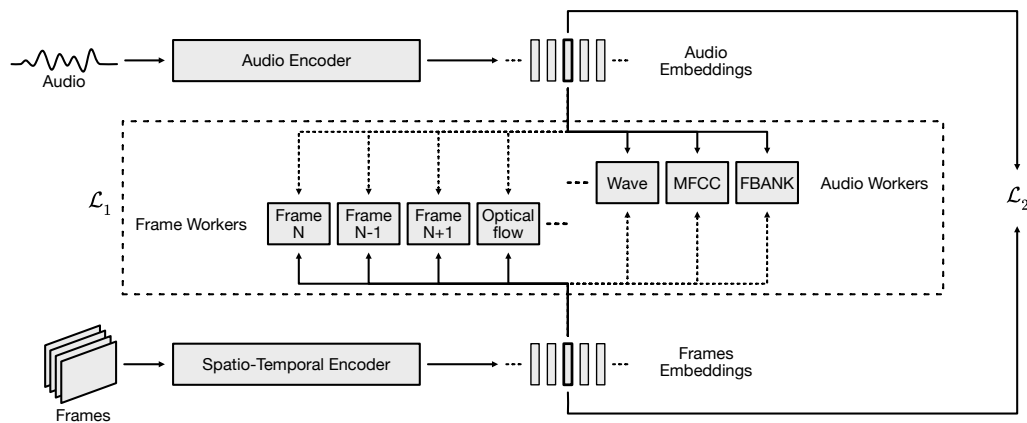 Audio
Audio Encoder
Audio
Embeddings
ℒ₁
Frame Workers
Frame
N
Frame
N-1
Frame
N+1
Optical
flow
Wave
MFCC
FBANK
Audio Workers
ℒ₂
Frames
Spatio-Temporal Encoder
Frames
Embeddings